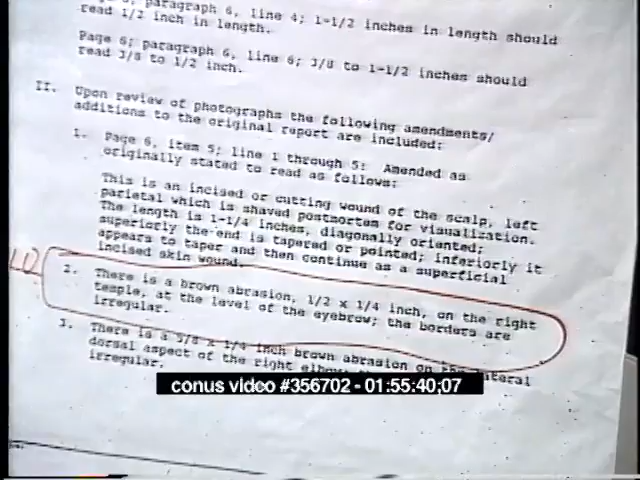 paragraph 6, line 4; 1-1/2 inches in length should
read 1/2 inch in length.
Page 6; paragraph 6, line 6; 3/8 to 1-1/2 inches should
read 3/8 to 1/2 inch.
II. Upon review of photographs the following amendments/
additions to the original report are included:
1. Page 6, item 5; line 1 through 5: Amended as
originally stated to read as follows:
This is an incised or cutting wound of the scalp, left
parietal which is shaved postmortem for visualization.
The length is 1-1/4 inches, diagonally oriented;
superiorly the end is tapered or pointed; inferiorly it
appears to taper and then continue as a superficial
incised skin wound.
2. There is a brown abrasion, 1/2 x 1/4 inch, on the right
temple, at the level of the eyebrow; the borders are
irregular.
3. There is a 3/8 x 1/4 inch brown abrasion on the lateral
dorsal aspect of the right elbow;
irregular.
conus video #356702 - 01:55:40;07